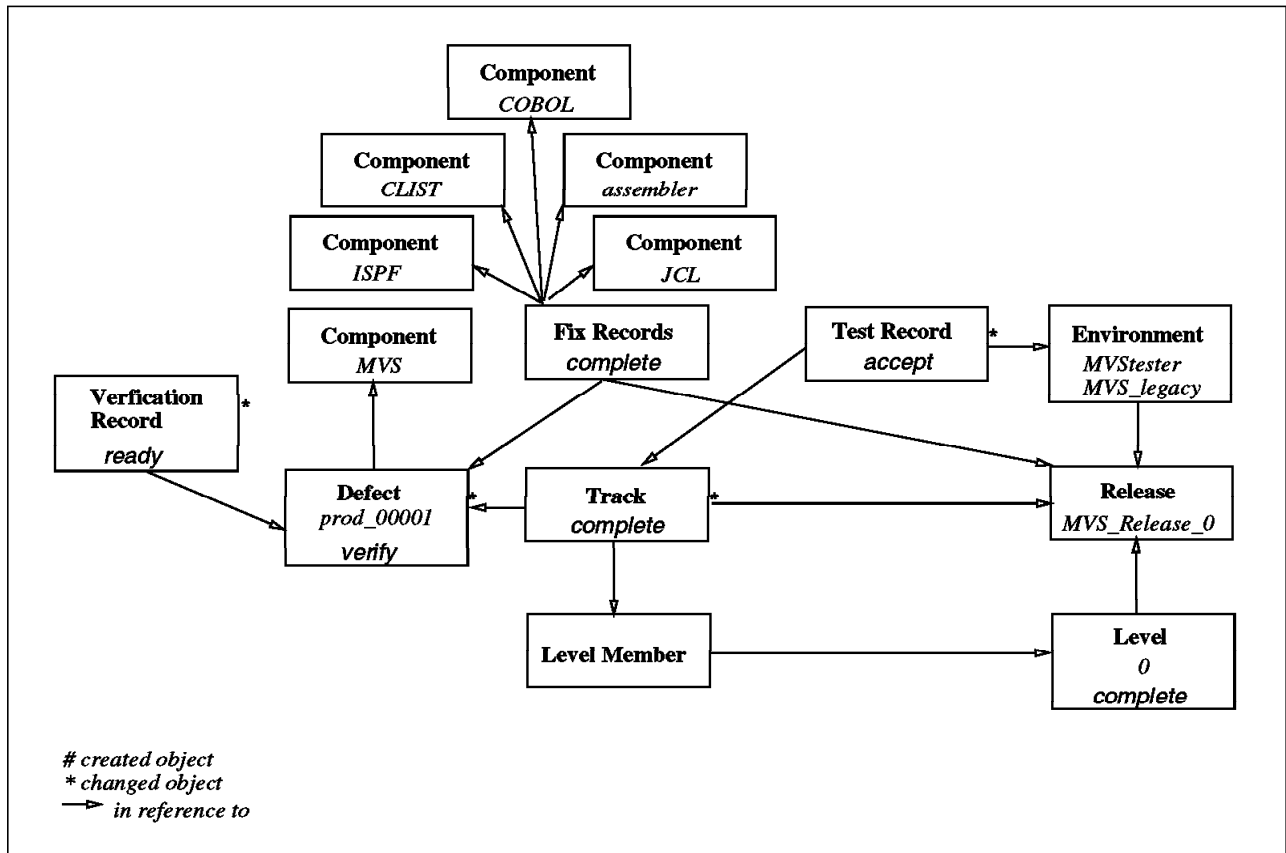 Component
COBOL
Component
CLIST
Component
assembler
Component
ISPF
Component
JCL
Component
MVS
Fix Records
complete
Test Record
accept
*
Environment
MVStester
MVS_legacy
Verfication
Record
*
ready
Defect
prod_00001
verify
*
Track
complete
*
Release
MVS_Release_0
Level Member
Level
0
complete
# created object
* changed object
in reference to